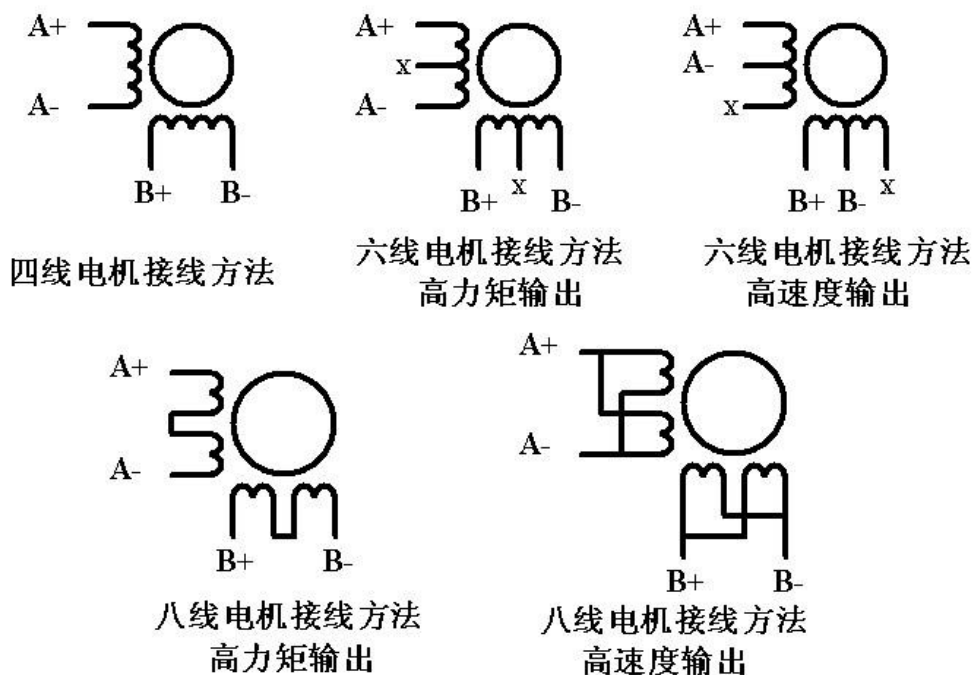 A+
A-
B+ B-
四线电机接线方法
A+
x
A-
x
B+ B-
六线电机接线方法
高力矩输出
A+
A-
x
x
B+ B-
六线电机接线方法
高速度输出
A+
A-
B+ B-
八线电机接线方法
高力矩输出
A+
A-
B+ B-
八线电机接线方法
高速度输出